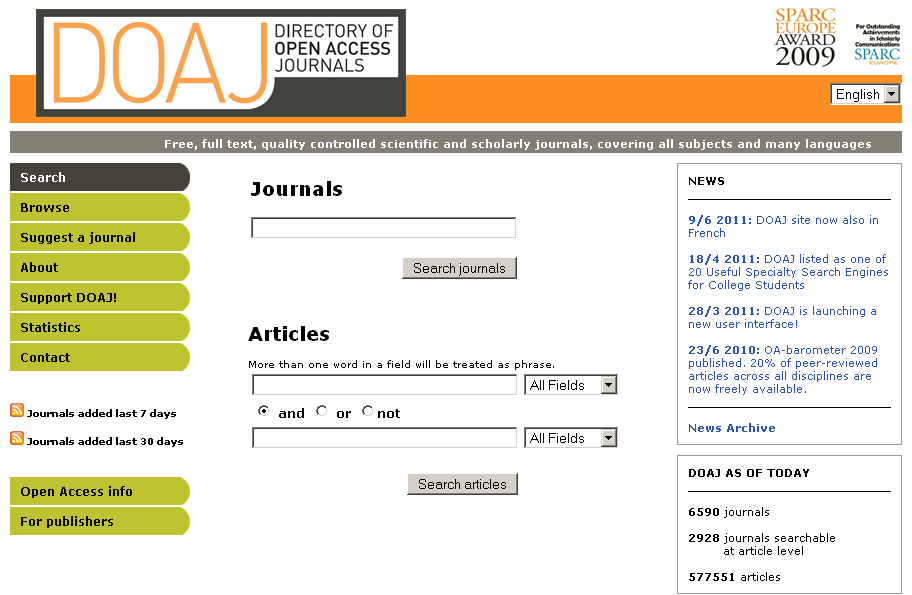 DOAJ
DIRECTORY OF
OPEN ACCESS
JOURNALS
SPARC
EUROPE
AWARD
2009
For Outstanding
Achievements
in Scholarly
Communications
SPARC
EUROPE
English
Free, full text, quality controlled scientific and scholarly journals, covering all subjects and many languages
Search
Browse
Suggest a journal
About
Support DOAJ!
Statistics
Contact
Journals added last 7 days
Journals added last 30 days
Open Access info
For publishers
Journals
Search journals
Articles
More than one word in a field will be treated as phrase.
All Fields
and or not
All Fields
Search articles
NEWS
9/6 2011: DOAJ site now also in
French
18/4 2011: DOAJ listed as one of
20 Useful Specialty Search Engines
for College Students
28/3 2011: DOAJ is launching a
new user interface!
23/6 2010: OA-barometer 2009
published. 20% of peer-reviewed
articles across all disciplines are
now freely available.
News Archive
DOAJ AS OF TODAY
6590 journals
2928 journals searchable
at article level
577551 articles